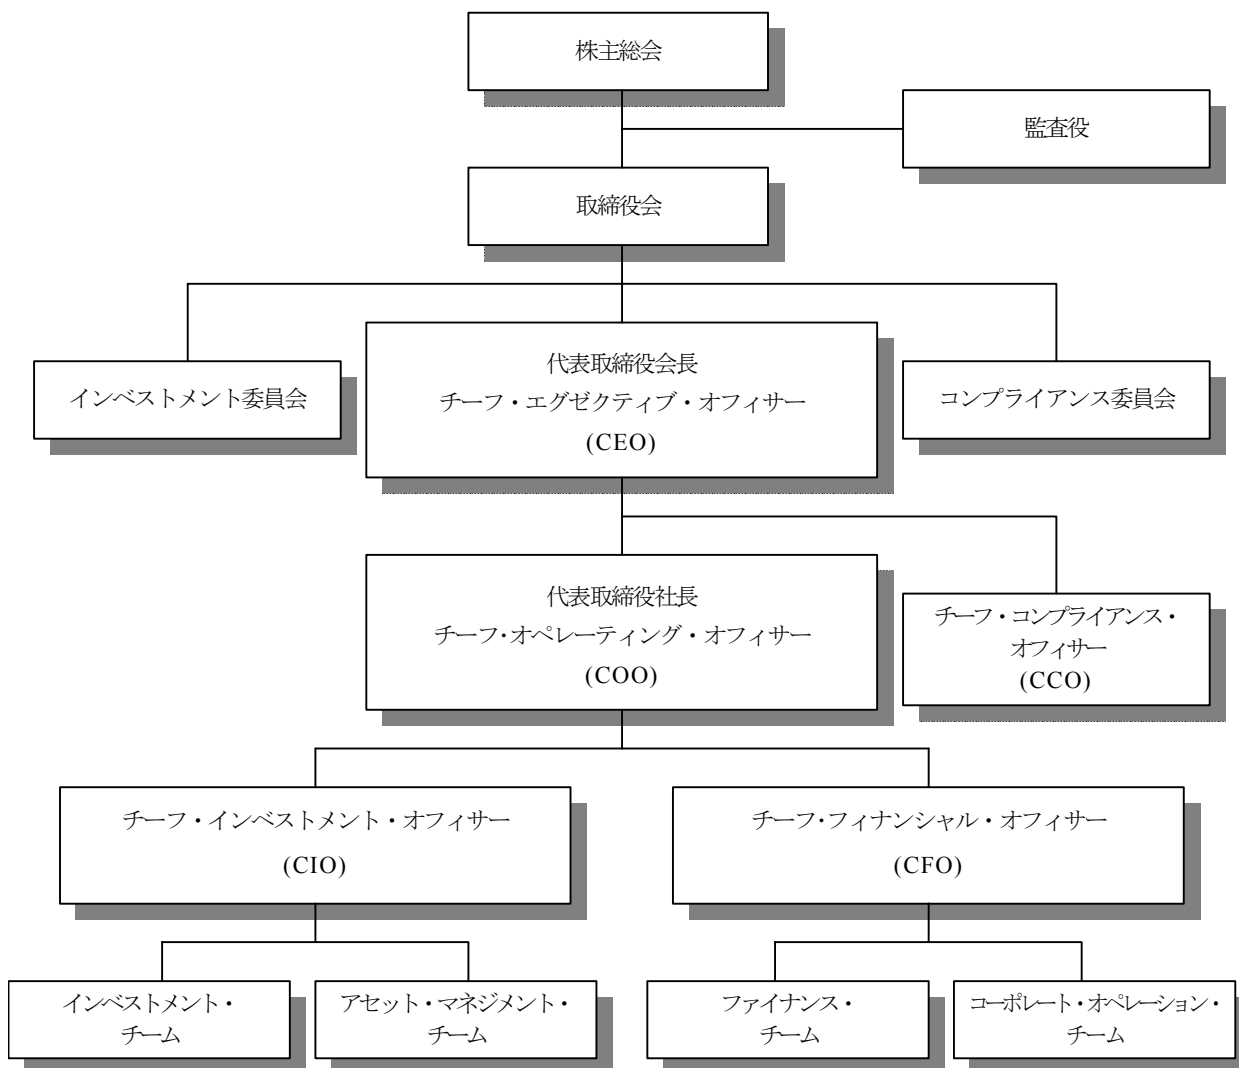 株主総会
監査役
取締役会
インベストメント委員会
代表取締役会長
チーフ・エグゼクティブ・オフィサー
(CEO)
コンプライアンス委員会
代表取締役社長
チーフ・オペレーティング・オフィサー
(COO)
チーフ・コンプライアンス・
オフィサー
(CCO)
チーフ・インベストメント・オフィサー
(CIO)
チーフ・フィナンシャル・オフィサー
(CFO)
インベストメント・
チーム
アセット・マネジメント・
チーム
ファイナンス・
チーム
コーポレート・オペレーション・
チーム